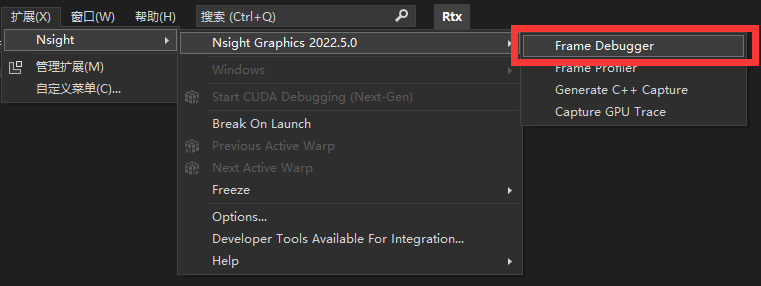 扩展(X) 窗口(W) 帮助(H) 搜索 (Ctrl+Q) Rtx
Nsight
管理扩展(M)
自定义菜单(C)...
Nsight Graphics 2022.5.0
Windows
Start CUDA Debugging (Next-Gen)
Break On Launch
Previous Active Warp
Next Active Warp
Freeze
Options...
Developer Tools Available For Integration...
Help
Frame Debugger
Frame Profiler
Generate C++ Capture
Capture GPU Trace